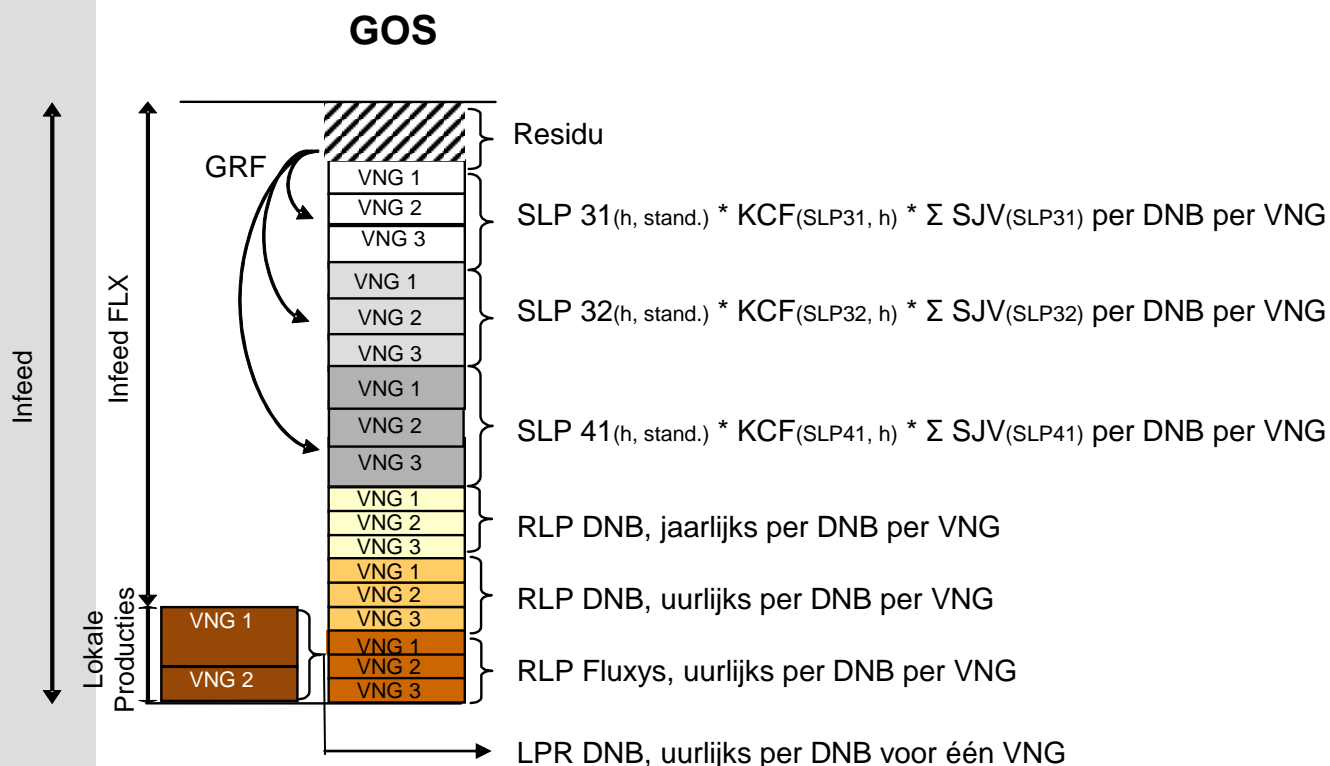 GOS
Infeed
Infeed FLX
Lokale
Producties
GRF
Residu
VNG 1
VNG 2
VNG 3
SLP 31(h, stand.) * KCF(SLP31, h) * Σ SJV(SLP31) per DNB per VNG
VNG 1
VNG 2
VNG 3
SLP 32(h, stand.) * KCF(SLP32, h) * Σ SJV(SLP32) per DNB per VNG
VNG 1
VNG 2
VNG 3
SLP 41(h, stand.) * KCF(SLP41, h) * Σ SJV(SLP41) per DNB per VNG
VNG 1
VNG 2
VNG 3
RLP DNB, jaarlijks per DNB per VNG
VNG 1
VNG 2
VNG 3
RLP DNB, uurlijks per DNB per VNG
VNG 1
VNG 2
VNG 1
VNG 2
VNG 3
RLP Fluxys, uurlijks per DNB per VNG
LPR DNB, uurlijks per DNB voor één VNG